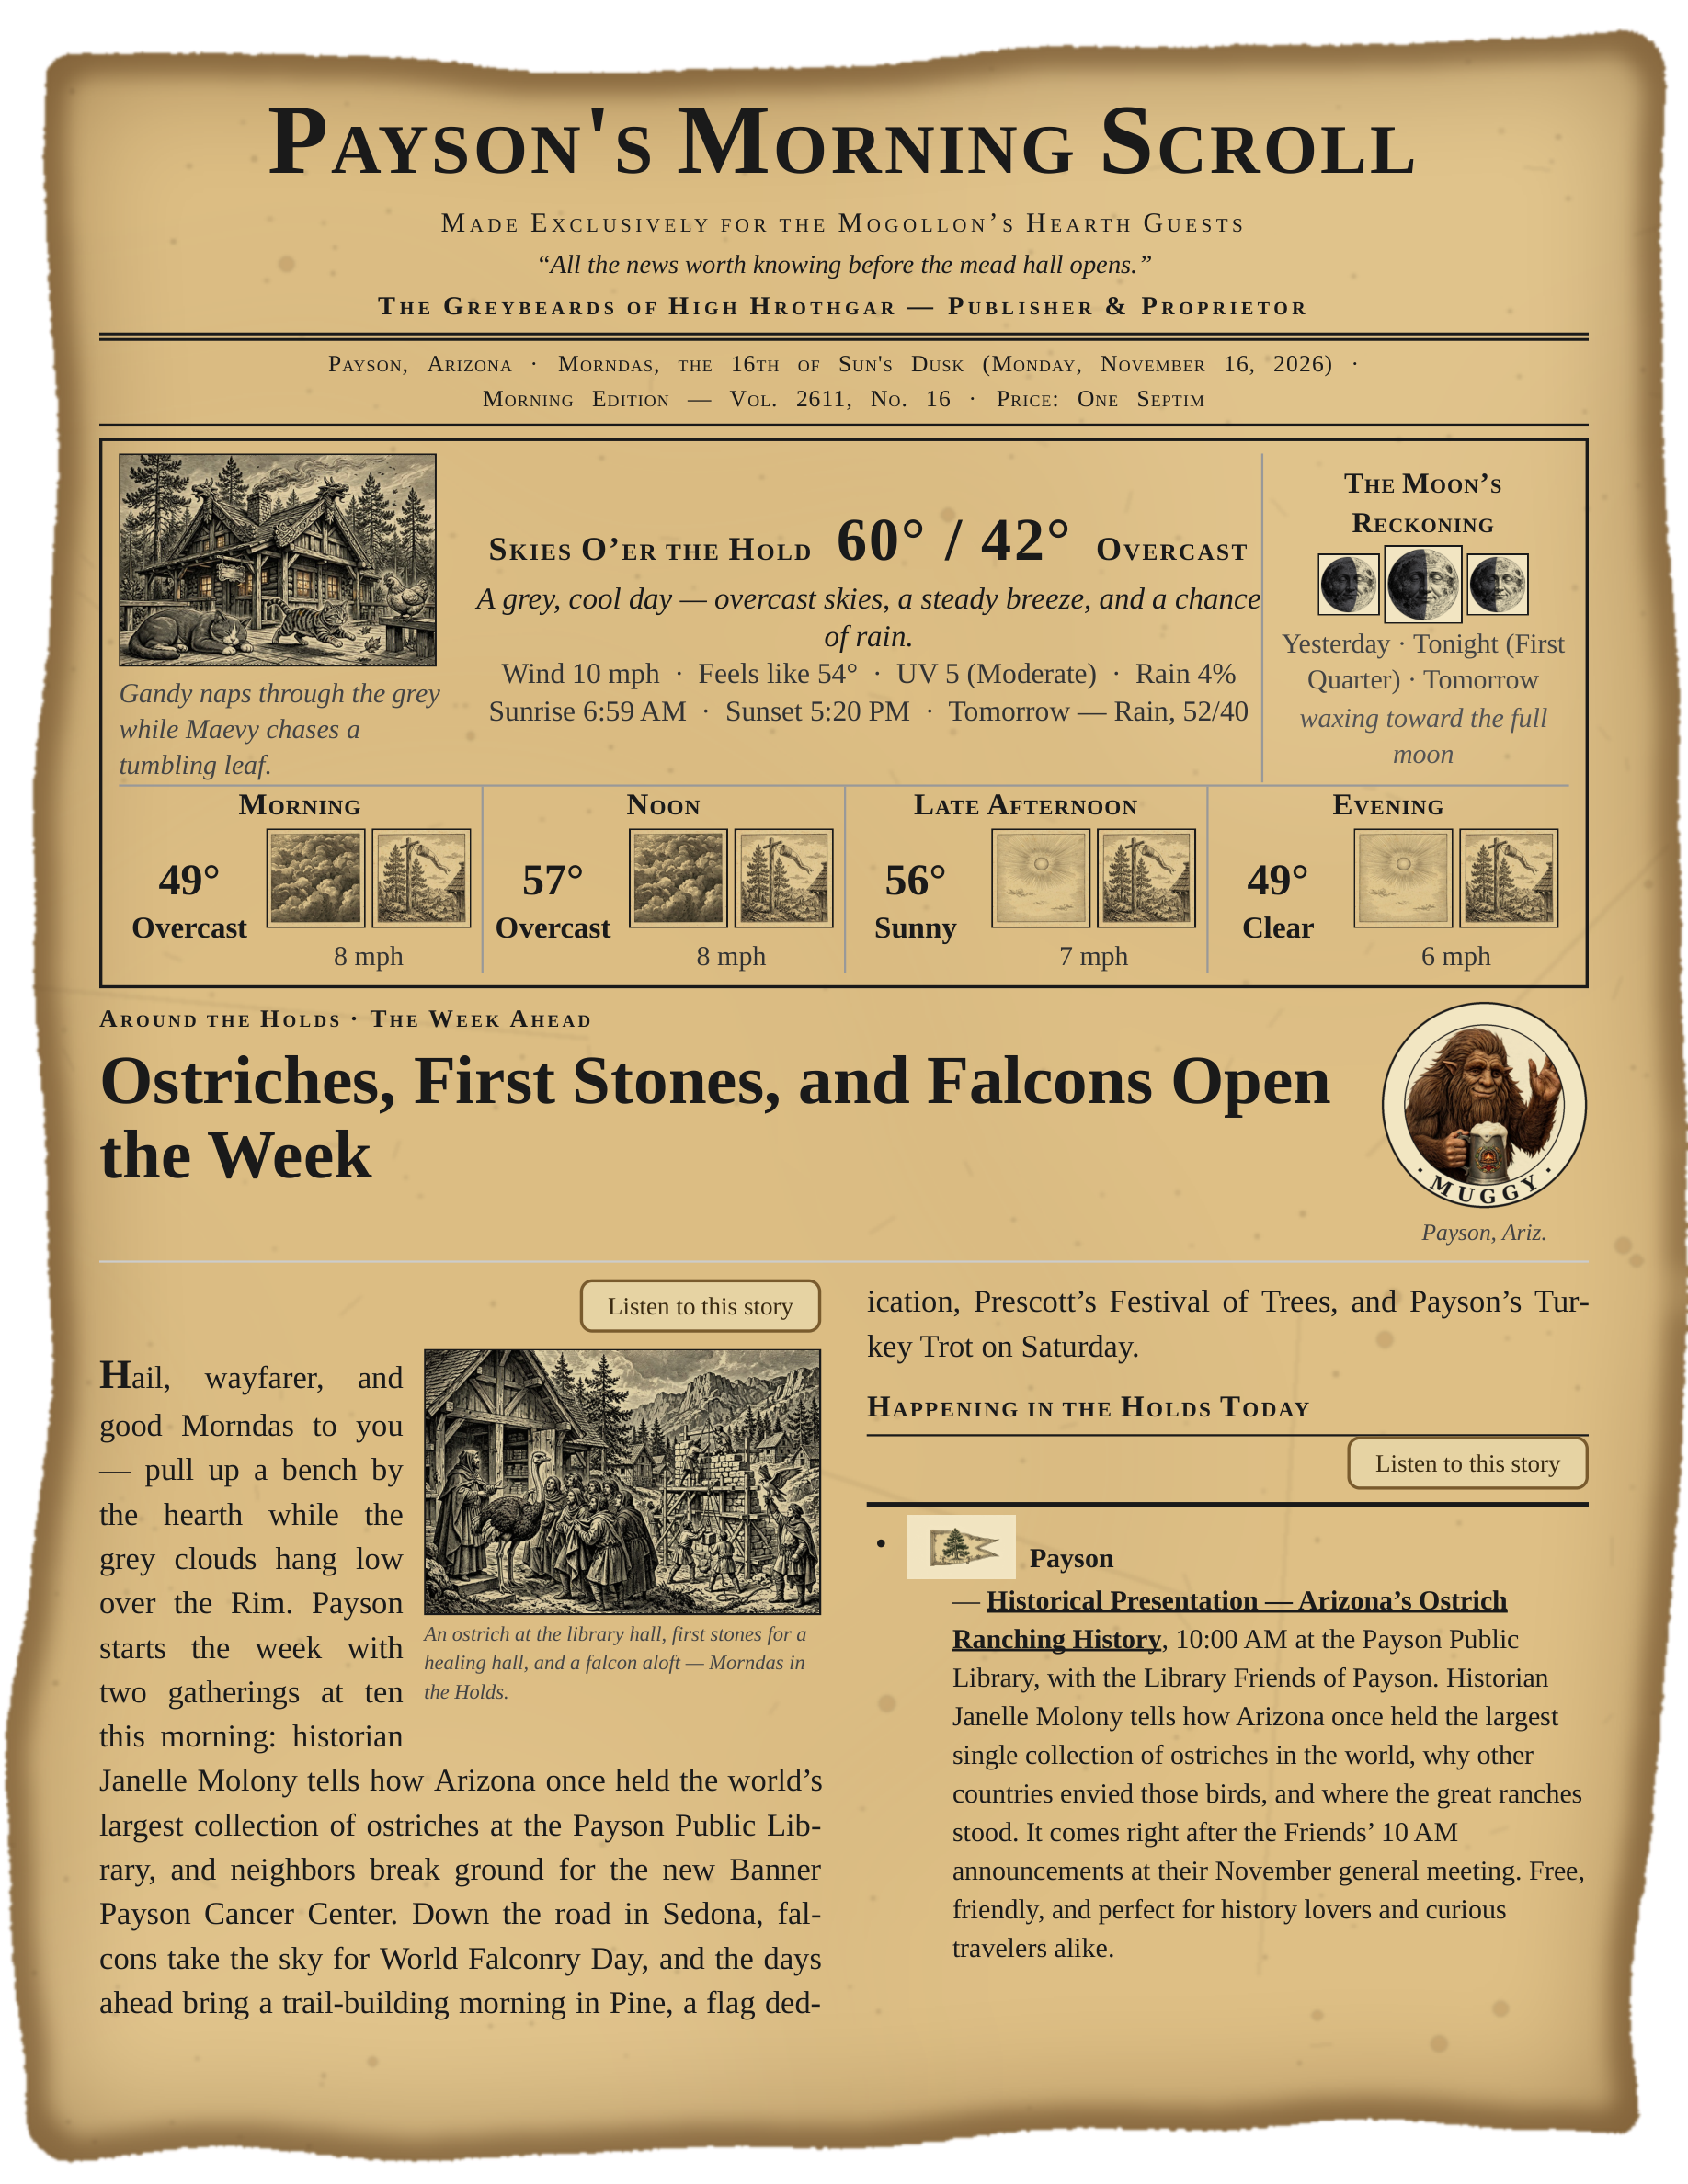 Payson's Morning Scroll
Made Exclusively for the Mogollon’s Hearth Guests
“All the news worth knowing before the mead hall opens.”
The Greybeards of High Hrothgar — Publisher & Proprietor
Payson, Arizona · Morndas, the 16th of Sun's Dusk (Monday, November 16, 2026) ·
Morning Edition — Vol. 2611, No. 16 · Price: One Septim
Gandy naps through the grey
while Maevy chases a
tumbling leaf.
Skies O’er the Hold 60° / 42° Overcast
A grey, cool day — overcast skies, a steady breeze, and a chance
of rain.
Wind 10 mph · Feels like 54° · UV 5 (Moderate) · Rain 4%
Sunrise 6:59 AM · Sunset 5:20 PM · Tomorrow — Rain, 52/40
The Moon’s
Reckoning
Yesterday · Tonight (First
Quarter) · Tomorrow
waxing toward the full
moon
Morning
49°
Overcast
8 mph
Noon
57°
Overcast
8 mph
Late Afternoon
56°
Sunny
7 mph
Evening
49°
Clear
6 mph
Around the Holds · The Week Ahead
Ostriches, First Stones, and Falcons Open
the Week
· MUGGY ·
Payson, Ariz.
Listen to this story
Hail, wayfarer, and
good Morndas to you
— pull up a bench by
the hearth while the
grey clouds hang low
over the Rim. Payson
starts the week with
two gatherings at ten
this morning: historian
An ostrich at the library hall, first stones for a
healing hall, and a falcon aloft — Morndas in
the Holds.
Janelle Molony tells how Arizona once held the world’s
largest collection of ostriches at the Payson Public Lib-
rary, and neighbors break ground for the new Banner
Payson Cancer Center. Down the road in Sedona, fal-
cons take the sky for World Falconry Day, and the days
ahead bring a trail-building morning in Pine, a flag ded-
ication, Prescott’s Festival of Trees, and Payson’s Tur-
key Trot on Saturday.
Happening in the Holds Today
Listen to this story
• Payson
— Historical Presentation — Arizona’s Ostrich
Ranching History, 10:00 AM at the Payson Public
Library, with the Library Friends of Payson. Historian
Janelle Molony tells how Arizona once held the largest
single collection of ostriches in the world, why other
countries envied those birds, and where the great ranches
stood. It comes right after the Friends’ 10 AM
announcements at their November general meeting. Free,
friendly, and perfect for history lovers and curious
travelers alike.